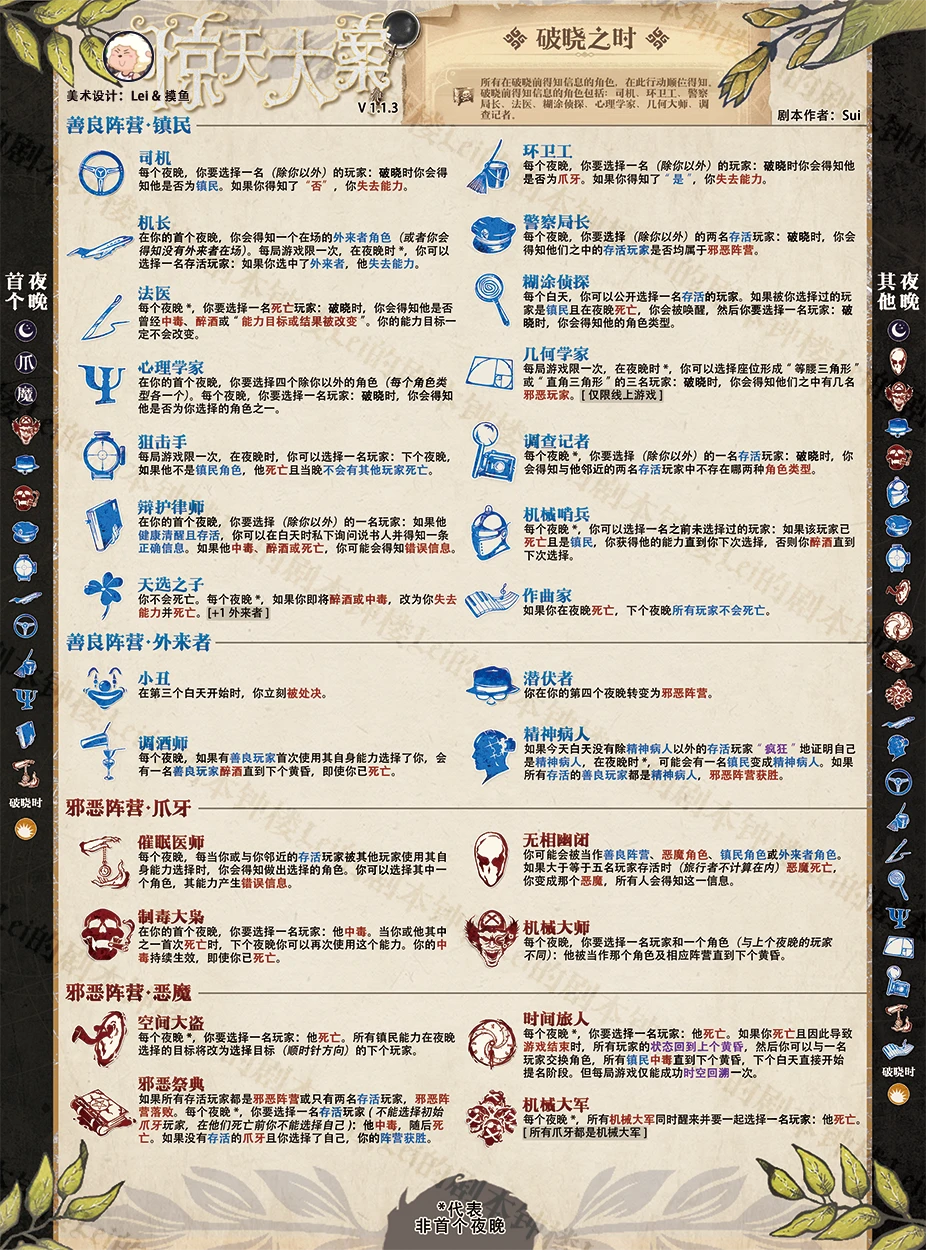 惊天大案
美术设计：Lei & 摸鱼
V 1.1.3
破晓之时
所有在破晓前得知信息的角色，在此行动顺位得知。
破晓前得知信息的角色包括：司机、环卫工、警察
局长、法医、糊涂侦探、心理学家、几何大师、调
查记者。
剧本作者：Sui
善良阵营·镇民
司机
每个夜晚，你要选择一名（除你以外）的玩家：破晓时你会得
知他是否为镇民。如果你得知了“否”，你失去能力。
环卫工
每个夜晚，你要选择一名（除你以外）的玩家：破晓时你会得知他
是否为爪牙。如果你得知了“是”，你失去能力。
机长
在你的首个夜晚，你会得知一个在场的外来者角色（或者你会
得知没有外来者在场）。每局游戏限一次，在夜晚时*，你可以
选择一名存活玩家：如果你选中了外来者，他失去能力。
警察局长
每个夜晚，你要选择（除你以外）的两名存活玩家：破晓时，你会
得知他们之中的存活玩家是否均属于邪恶阵营。
法医
每个夜晚*，你要选择一名死亡玩家：破晓时，你会得知他是否
曾经中毒、醉酒或“能力目标或结果被改变”。你的能力目标一
定不会改变。
糊涂侦探
每个白天，你可以公开选择一名存活的玩家。如果被你选择过的玩
家是镇民且在夜晚死亡，你会被唤醒，然后你要选择一名玩家：破
晓时，你会得知他的角色类型。
心理学家
在你的首个夜晚，你要选择四个除你以外的角色（每个角色类
型各一个）。每个夜晚，你要选择一名玩家：破晓时，你会得知
他是否为你选择的角色之一。
几何学家
每局游戏限一次，在夜晚时*，你可以选择座位形成“等腰三角形”
或“直角三角形”的三名玩家：破晓时，你会得知他们之中有几名
邪恶玩家。[ 仅限线上游戏 ]
狙击手
每局游戏限一次，在夜晚时，你可以选择一名玩家：下个夜晚，
如果他不是镇民角色，他死亡且当晚不会有其他玩家死亡。
调查记者
每个夜晚*，你要选择（除你以外）的一名存活玩家：破晓时，你
会得知与他邻近的两名存活玩家中不存在哪两种角色类型。
辩护律师
在你的首个夜晚，你要选择（除你以外）的一名玩家：如果他
健康清醒且存活，你可以在白天时私下询问说书人并得知一条
正确信息。如果他中毒、醉酒或死亡，你可能会得知错误信息。
机械哨兵
每个夜晚*，你可以选择一名之前未选择过的玩家：如果该玩家已
死亡且是镇民，你获得他的能力直到你下次选择，否则你醉酒直到
下次选择。
天选之子
你不会死亡。每个夜晚*，如果你即将醉酒或中毒，改为你失去
能力并死亡。[+1 外来者 ]
作曲家
如果你在夜晚死亡，下个夜晚所有玩家不会死亡。
善良阵营·外来者
小丑
在第三个白天开始时，你立刻被处决。
潜伏者
你在你的第四个夜晚转变为邪恶阵营。
调酒师
每个夜晚，如果有善良玩家首次使用其自身能力选择了你，会
有一名善良玩家醉酒直到下个黄昏，即使你已死亡。
精神病人
如果今天白天没有除精神病人以外的存活玩家“疯狂”地证明自己
是精神病人，在夜晚时*，可能会有一名镇民变成精神病人。如果
所有存活的善良玩家都是精神病人，邪恶阵营获胜。
邪恶阵营·爪牙
催眠医师
每个夜晚，每当你或与你邻近的存活玩家被其他玩家使用其自
身能力选择时，你会得知做出选择的角色。你可以选择其中一
个角色，其能力产生错误信息。
无相幽闭
你可能会被当作善良阵营、恶魔角色、镇民角色或外来者角色。
如果大于等于五名玩家存活时（旅行者不计算在内）恶魔死亡，
你变成那个恶魔，所有人会得知这一信息。
制毒大枭
在你的首个夜晚，你要选择一名玩家：他中毒。当你或他其中
之一首次死亡时，下个夜晚你可以再次使用这个能力。你的中
毒持续生效，即使你已死亡。
机械大师
每个夜晚，你要选择一名玩家和一个角色（与上个夜晚的玩家
不同）：他被当作那个角色及相应阵营直到下个黄昏。
邪恶阵营·恶魔
空间大盗
每个夜晚*，你要选择一名玩家：他死亡。所有镇民能力在夜晚
选择的目标将改为选择目标（顺时针方向）的下个玩家。
时间旅人
每个夜晚*，你要选择一名玩家：他死亡。如果你死亡且因此导致
游戏结束时，所有玩家的状态回到上个黄昏，然后你可以与一名
玩家交换角色，所有镇民中毒直到下个黄昏，下个白天直接开始
提名阶段。但每局游戏仅能成功时空回溯一次。
邪恶祭典
如果所有存活玩家都是邪恶阵营或只有两名存活玩家，邪恶阵
营落败。每个夜晚*，你要选择一名存活玩家（不能选择初始
爪牙玩家，在他们死亡前你不能选择自己）：他中毒，随后死
亡。如果没有存活的爪牙且你选择了自己，你的阵营获胜。
机械大军
每个夜晚*，所有机械大军同时醒来并要一起选择一名玩家：他死亡。
[ 所有爪牙都是机械大军 ]
首个夜晚
爪
魔
破晓时
其他夜晚
破晓时
*代表
非首个夜晚